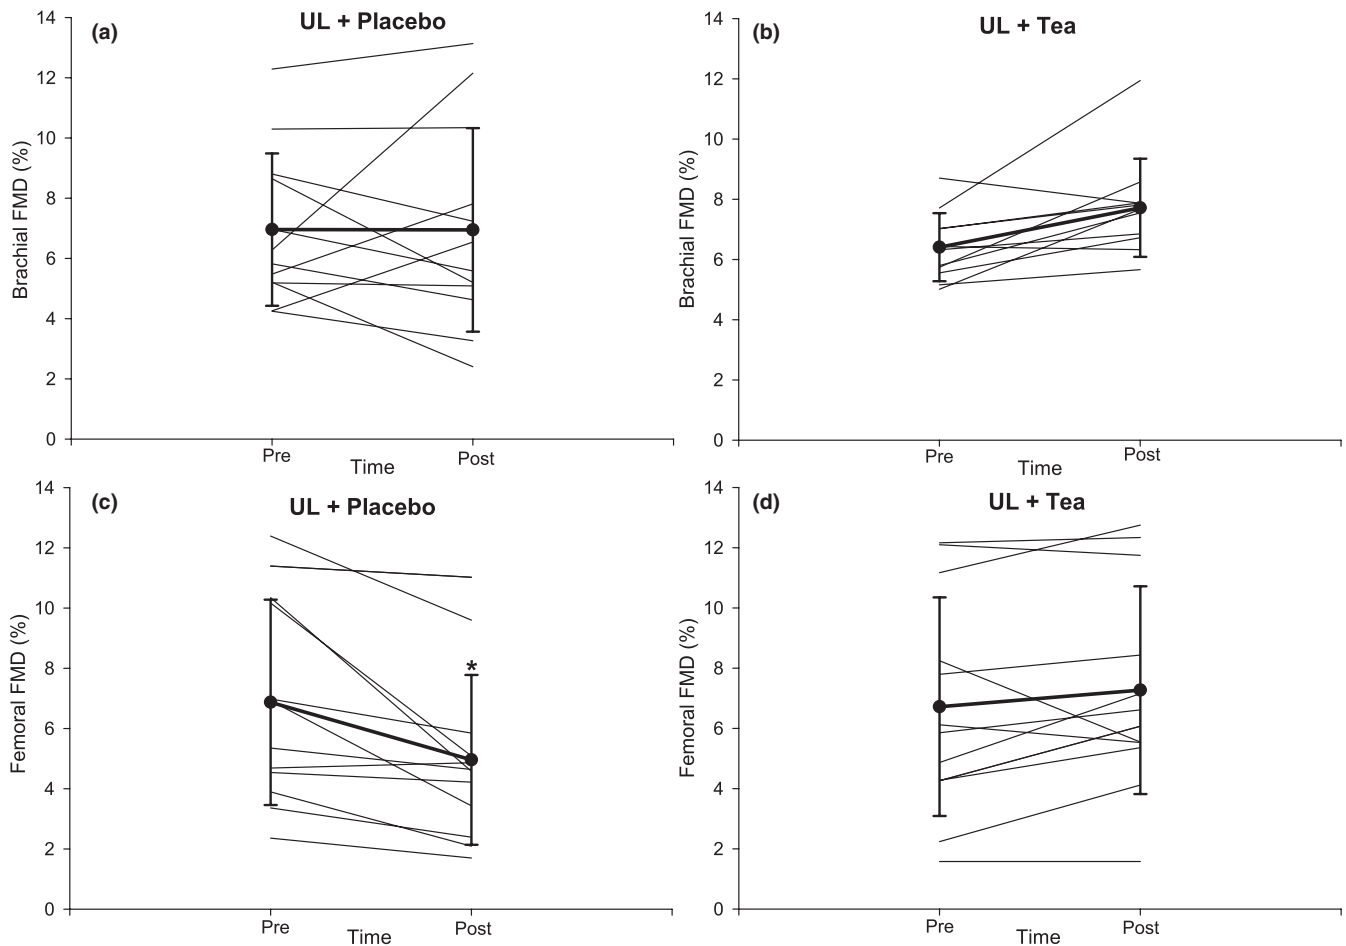 (a) UL + Placebo
14
12
10
8
6
4
2
0
Brachial FMD (%)
Pre Time Post
(b) UL + Tea
14
12
10
8
6
4
2
0
Brachial FMD (%)
Pre Time Post
(c) UL + Placebo
14
12
10
8
6
4
2
0
Femoral FMD (%)
*
Pre Time Post
(d) UL + Tea
14
12
10
8
6
4
2
0
Femoral FMD (%)
Pre Time Post